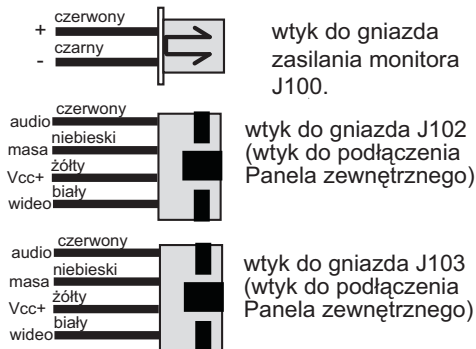 + czerwony
- czarny
wtyk do gniazda
zasilania monitora
J100.
audio czerwony
masa niebieski
Vcc+ żółty
wideo biały
wtyk do gniazda J102
(wtyk do podłączenia
Panela zewnętrznego)
audio czerwony
masa niebieski
Vcc+ żółty
wideo biały
wtyk do gniazda J103
(wtyk do podłączenia
Panela zewnętrznego)